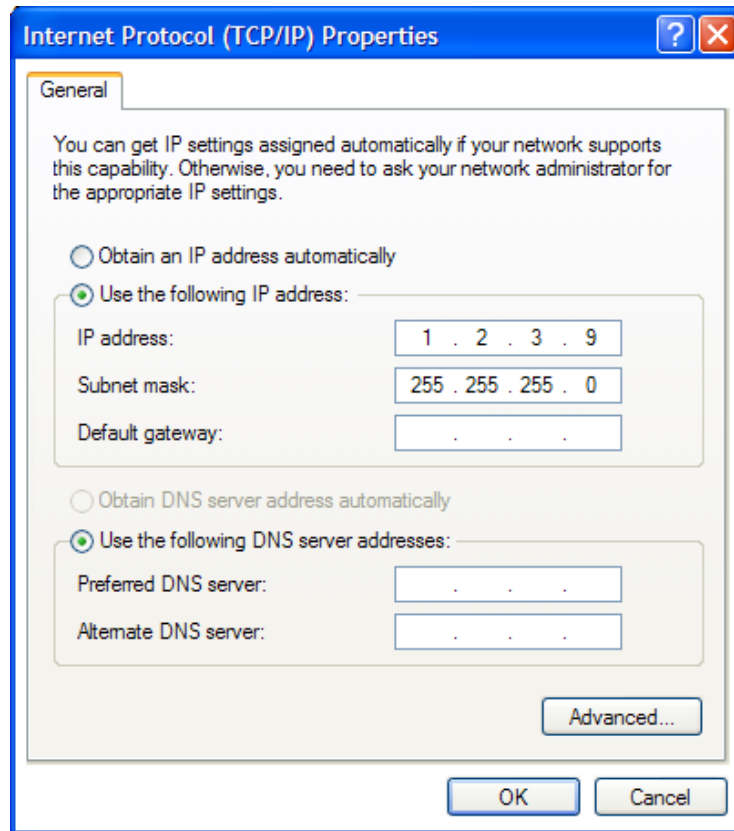 Internet Protocol (TCP/IP) Properties
General
You can get IP settings assigned automatically if your network supports
this capability. Otherwise, you need to ask your network administrator for
the appropriate IP settings.
Obtain an IP address automatically
Use the following IP address:
IP address: 1 . 2 . 3 . 9
Subnet mask: 255 . 255 . 255 . 0
Default gateway: . . .
Obtain DNS server address automatically
Use the following DNS server addresses:
Preferred DNS server: . . .
Alternate DNS server: . . .
Advanced...
OK Cancel